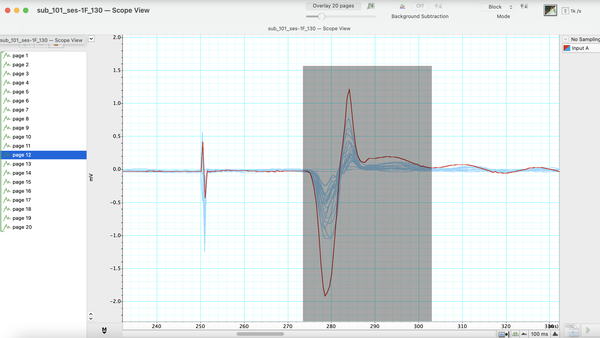 sub_101_ses-1F_130 — Scope View
Overlay 20 pages
Off
Background Subtraction
Block
Mode
1k /s
sub_101_ses-1F_130 — Scope View
sub_101_ses-1F_130 — Scope View
No Sampling
Input A
page 1
page 2
page 3
page 4
page 5
page 6
page 7
page 8
page 9
page 10
page 11
page 12
page 13
page 14
page 15
page 16
page 17
page 18
page 19
page 20
2.0
1.5
1.0
0.5
0.0
-0.5
-1.0
-1.5
-2.0
mV
240
250
260
270
280
290
300
310
320
100 ms